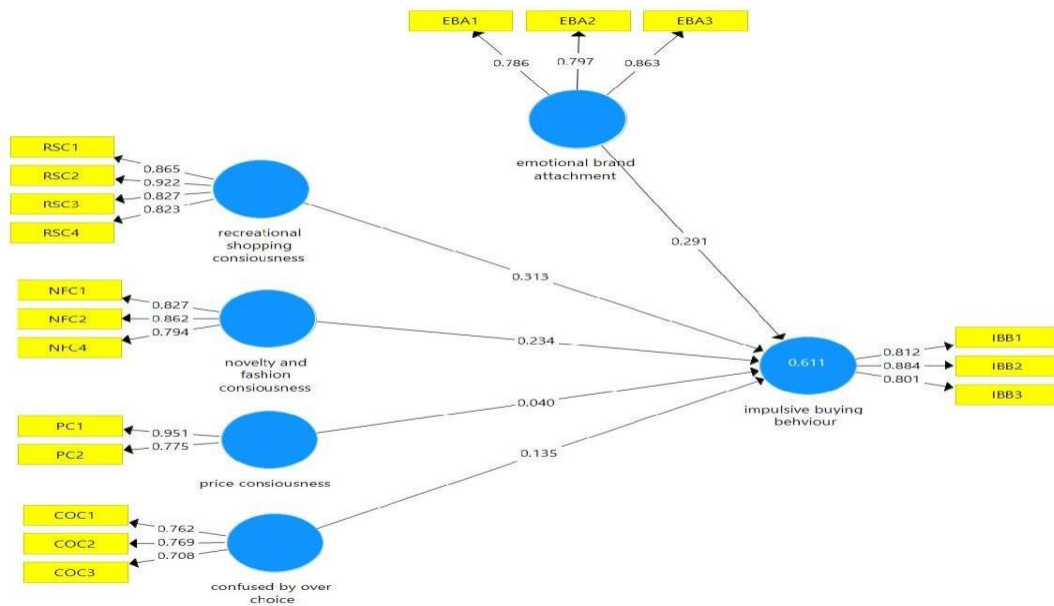 EBA1 EBA2 EBA3
0.786 0.797 0.863
emotional brand
attachment
RSC1
RSC2
RSC3
RSC4
0.865
0.922
0.827
0.823
recreational
shopping
consiousness
0.291
0.313
NFC1
NFC2
NFC4
0.827
0.862
0.794
novelty and
fashion
consiousness
0.234
0.611
impulsive buying
behviour
0.812
0.884
0.801
IBB1
IBB2
IBB3
PC1
PC2
0.951
0.775
price consiousness
0.040
0.135
COC1
COC2
COC3
0.762
0.769
0.708
confused by over
choice